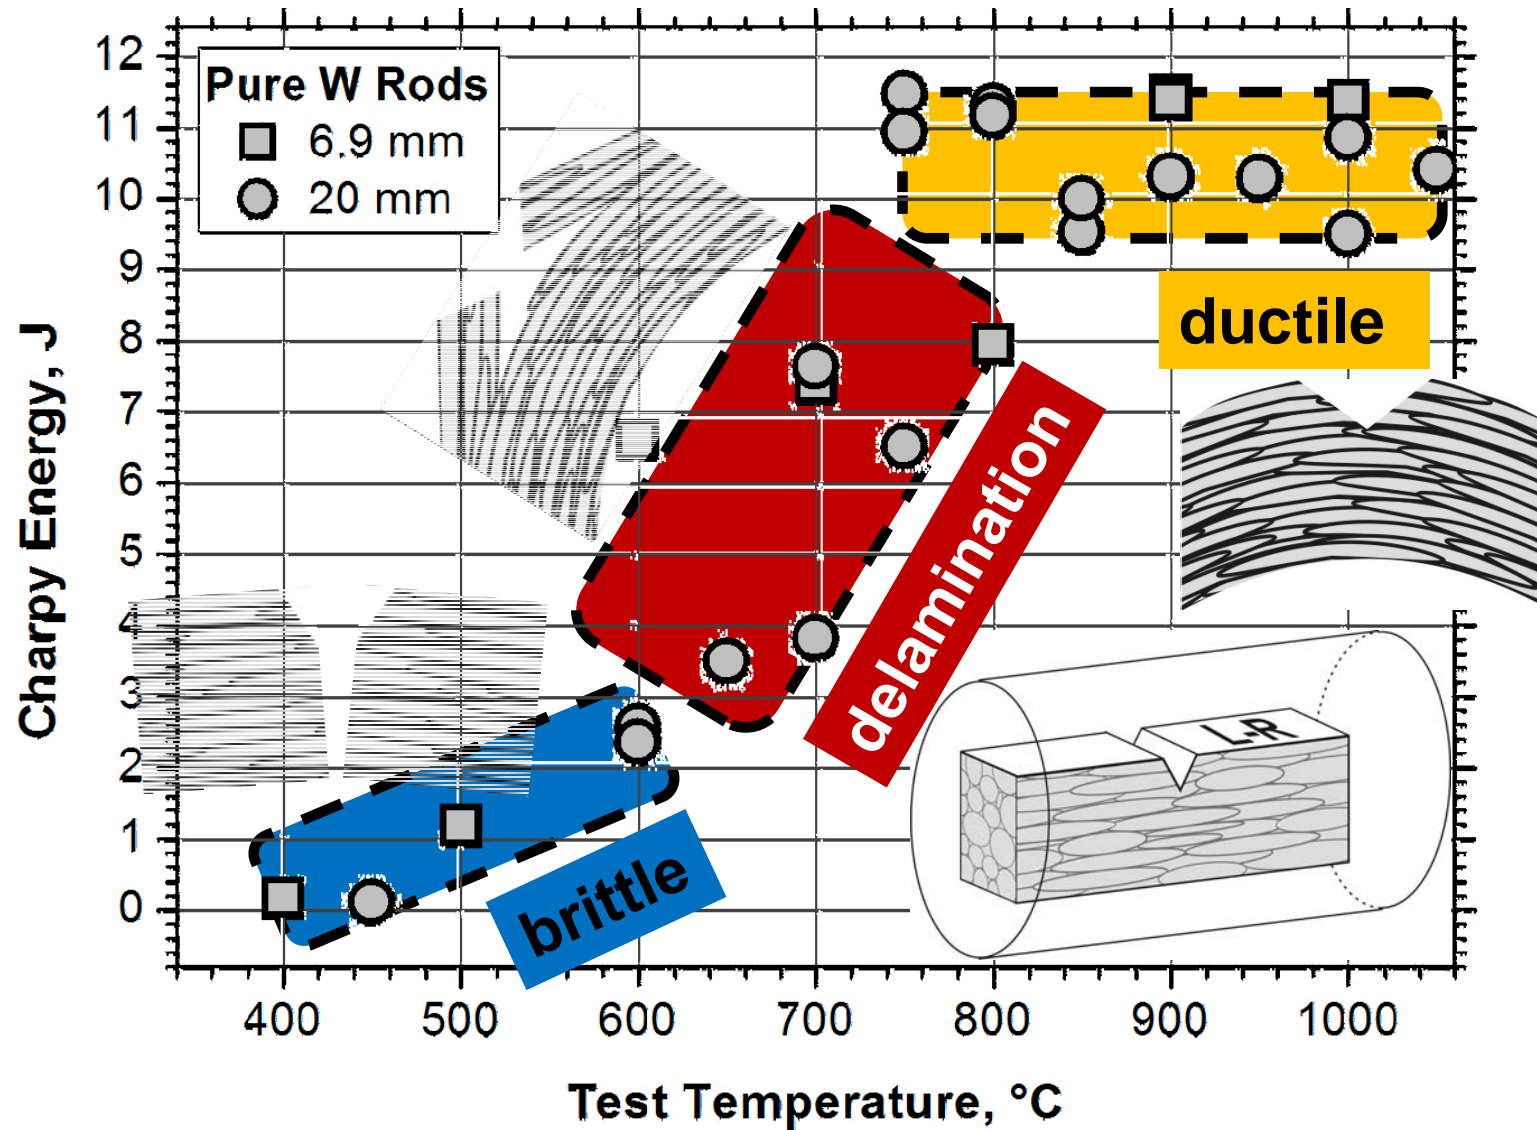 Pure W Rods
6.9 mm
20 mm
12
11
10
9
8
7
6
5
4
3
2
1
0
Charpy Energy, J
ductile
delamination
brittle
L-R
400 500 600 700 800 900 1000
Test Temperature, °C